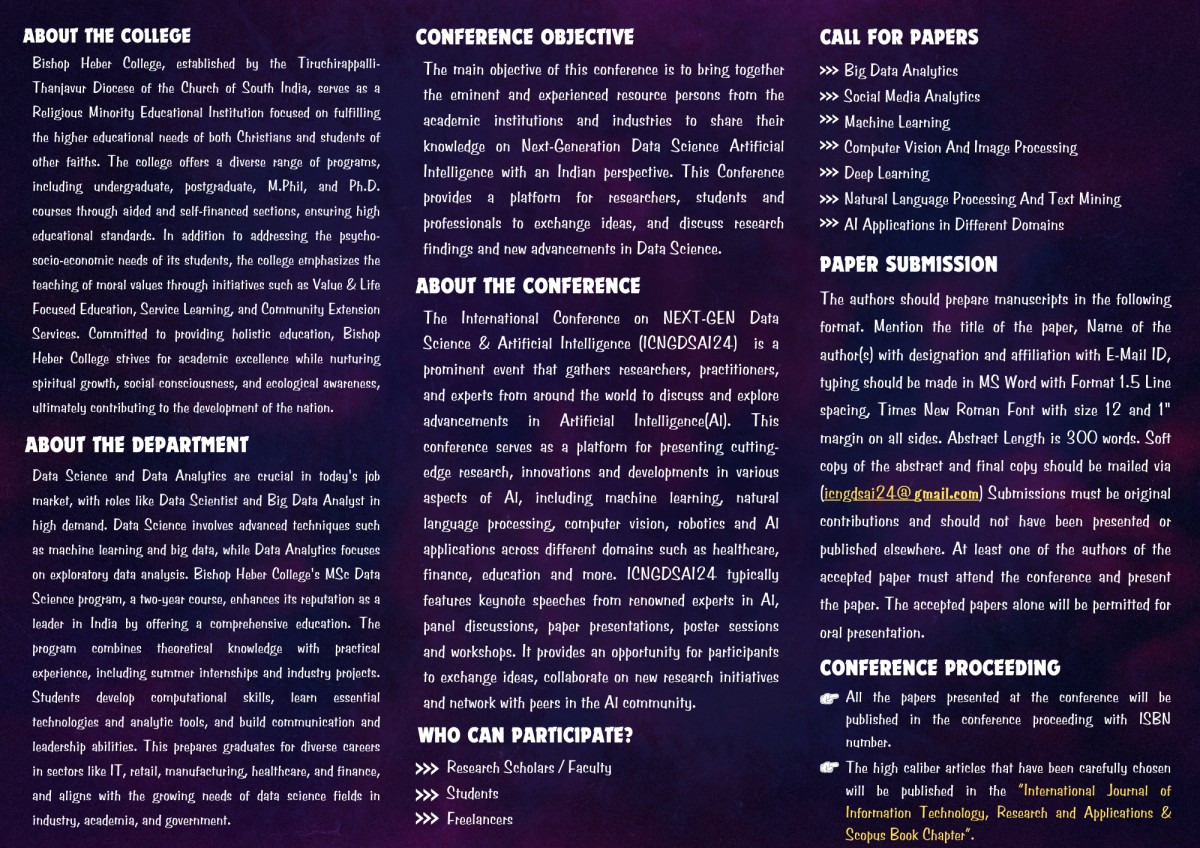 ABOUT THE COLLEGE
Bishop Heber College, established by the Tiruchirappalli-
Thanjavur Diocese of the Church of South India, serves as a
Religious Minority Educational Institution focused on fulfilling
the higher educational needs of both Christians and students of
other faiths. The college offers a diverse range of programs,
including undergraduate, postgraduate, M.Phil, and Ph.D.
courses through aided and self-financed sections, ensuring high
educational standards. In addition to addressing the psycho-
socio-economic needs of its students, the college emphasizes the
teaching of moral values through initiatives such as Value & Life
Focused Education, Service Learning, and Community Extension
Services. Committed to providing holistic education, Bishop
Heber College strives for academic excellence while nurturing
spiritual growth, social consciousness, and ecological awareness,
ultimately contributing to the development of the nation.
ABOUT THE DEPARTMENT
Data Science and Data Analytics are crucial in today's job
market, with roles like Data Scientist and Big Data Analyst in
high demand. Data Science involves advanced techniques such
as machine learning and big data, while Data Analytics focuses
on exploratory data analysis. Bishop Heber College's MSc Data
Science program, a two-year course, enhances its reputation as a
leader in India by offering a comprehensive education. The
program combines theoretical knowledge with practical
experience, including summer internships and industry projects.
Students develop computational skills, learn essential
technologies and analytic tools, and build communication and
leadership abilities. This prepares graduates for diverse careers
in sectors like IT, retail, manufacturing, healthcare, and finance,
and aligns with the growing needs of data science fields in
industry, academia, and government.
CONFERENCE OBJECTIVE
The main objective of this conference is to bring together
the eminent and experienced resource persons from the
academic institutions and industries to share their
knowledge on Next-Generation Data Science Artificial
Intelligence with an Indian perspective. This Conference
provides a platform for researchers, students and
professionals to exchange ideas, and discuss research
findings and new advancements in Data Science.
ABOUT THE CONFERENCE
The International Conference on NEXT-GEN Data
Science & Artificial Intelligence (ICNGDSAI24) is a
prominent event that gathers researchers, practitioners,
and experts from around the world to discuss and explore
advancements in Artificial Intelligence(AI). This
conference serves as a platform for presenting cutting-
edge research, innovations and developments in various
aspects of AI, including machine learning, natural
language processing, computer vision, robotics and AI
applications across different domains such as healthcare,
finance, education and more. ICNGDSAI24 typically
features keynote speeches from renowned experts in AI,
panel discussions, paper presentations, poster sessions
and workshops. It provides an opportunity for participants
to exchange ideas, collaborate on new research initiatives
and network with peers in the AI community.
WHO CAN PARTICIPATE?
>>> Research Scholars / Faculty
>>> Students
>>> Freelancers
CALL FOR PAPERS
>>> Big Data Analytics
>>> Social Media Analytics
>>> Machine Learning
>>> Computer Vision And Image Processing
>>> Deep Learning
>>> Natural Language Processing And Text Mining
>>> AI Applications in Different Domains
PAPER SUBMISSION
The authors should prepare manuscripts in the following
format. Mention the title of the paper, Name of the
author(s) with designation and affiliation with E-Mail ID,
typing should be made in MS Word with Format 1.5 Line
spacing, Times New Roman Font with size 12 and 1"
margin on all sides. Abstract Length is 300 words. Soft
copy of the abstract and final copy should be mailed via
(icngdsai24@gmail.com) Submissions must be original
contributions and should not have been presented or
published elsewhere. At least one of the authors of the
accepted paper must attend the conference and present
the paper. The accepted papers alone will be permitted for
oral presentation.
CONFERENCE PROCEEDING
All the papers presented at the conference will be
published in the conference proceeding with ISBN
number.
The high caliber articles that have been carefully chosen
will be published in the "International Journal of
Information Technology, Research and Applications &
Scopus Book Chapter".